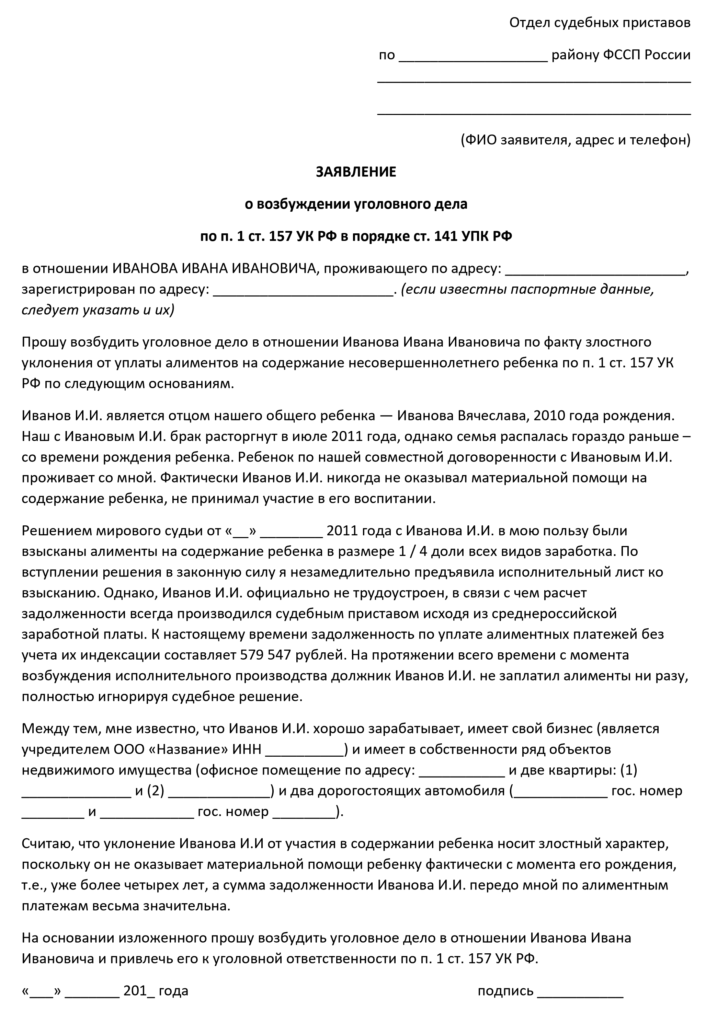 Отдел судебных приставов
по ___________________ району ФССП России
________________________________________
________________________________________
(ФИО заявителя, адрес и телефон)
ЗАЯВЛЕНИЕ
о возбуждении уголовного дела
по п. 1 ст. 157 УК РФ в порядке ст. 141 УПК РФ
в отношении ИВАНОВА ИВАНА ИВАНОВИЧА, проживающего по адресу: _______________________,
зарегистрирован по адресу: _______________________. (если известны паспортные данные,
следует указать и их)
Прошу возбудить уголовное дело в отношении Иванова Ивана Ивановича по факту злостного
уклонения от уплаты алиментов на содержание несовершеннолетнего ребенка по п. 1 ст. 157 УК
РФ по следующим основаниям.
Иванов И.И. является отцом нашего общего ребенка — Иванова Вячеслава, 2010 года рождения.
Наш с Ивановым И.И. брак расторгнут в июле 2011 года, однако семья распалась гораздо раньше –
со времени рождения ребенка. Ребенок по нашей совместной договоренности с Ивановым И.И.
проживает со мной. Фактически Иванов И.И. никогда не оказывал материальной помощи на
содержание ребенка, не принимал участие в его воспитании.
Решением мирового судьи от «__» ________ 2011 года с Иванова И.И. в мою пользу были
взысканы алименты на содержание ребенка в размере 1 / 4 доли всех видов заработка. По
вступлении решения в законную силу я незамедлительно предъявила исполнительный лист ко
взысканию. Однако, Иванов И.И. официально не трудоустроен, в связи с чем расчет
задолженности всегда производился судебным приставом исходя из среднероссийской
заработной платы. К настоящему времени задолженность по уплате алиментных платежей без
учета их индексации составляет 579 547 рублей. На протяжении всего времени с момента
возбуждения исполнительного производства должник Иванов И.И. не заплатил алименты ни разу,
полностью игнорируя судебное решение.
Между тем, мне известно, что Иванов И.И. хорошо зарабатывает, имеет свой бизнес (является
учредителем ООО «Название» ИНН __________) и имеет в собственности ряд объектов
недвижимого имущества (офисное помещение по адресу: ___________ и две квартиры: (1)
______________ и (2) _____________) и два дорогостоящих автомобиля (____________ гос. номер
________ и ____________ гос. номер ________).
Считаю, что уклонение Иванова И.И от участия в содержании ребенка носит злостный характер,
поскольку он не оказывает материальной помощи ребенку фактически с момента его рождения,
т.е., уже более четырех лет, а сумма задолженности Иванова И.И. передо мной по алиментным
платежам весьма значительна.
На основании изложенного прошу возбудить уголовное дело в отношении Иванова Ивана
Ивановича и привлечь его к уголовной ответственности по п. 1 ст. 157 УК РФ.
«___» _______ 201_ года подпись ___________